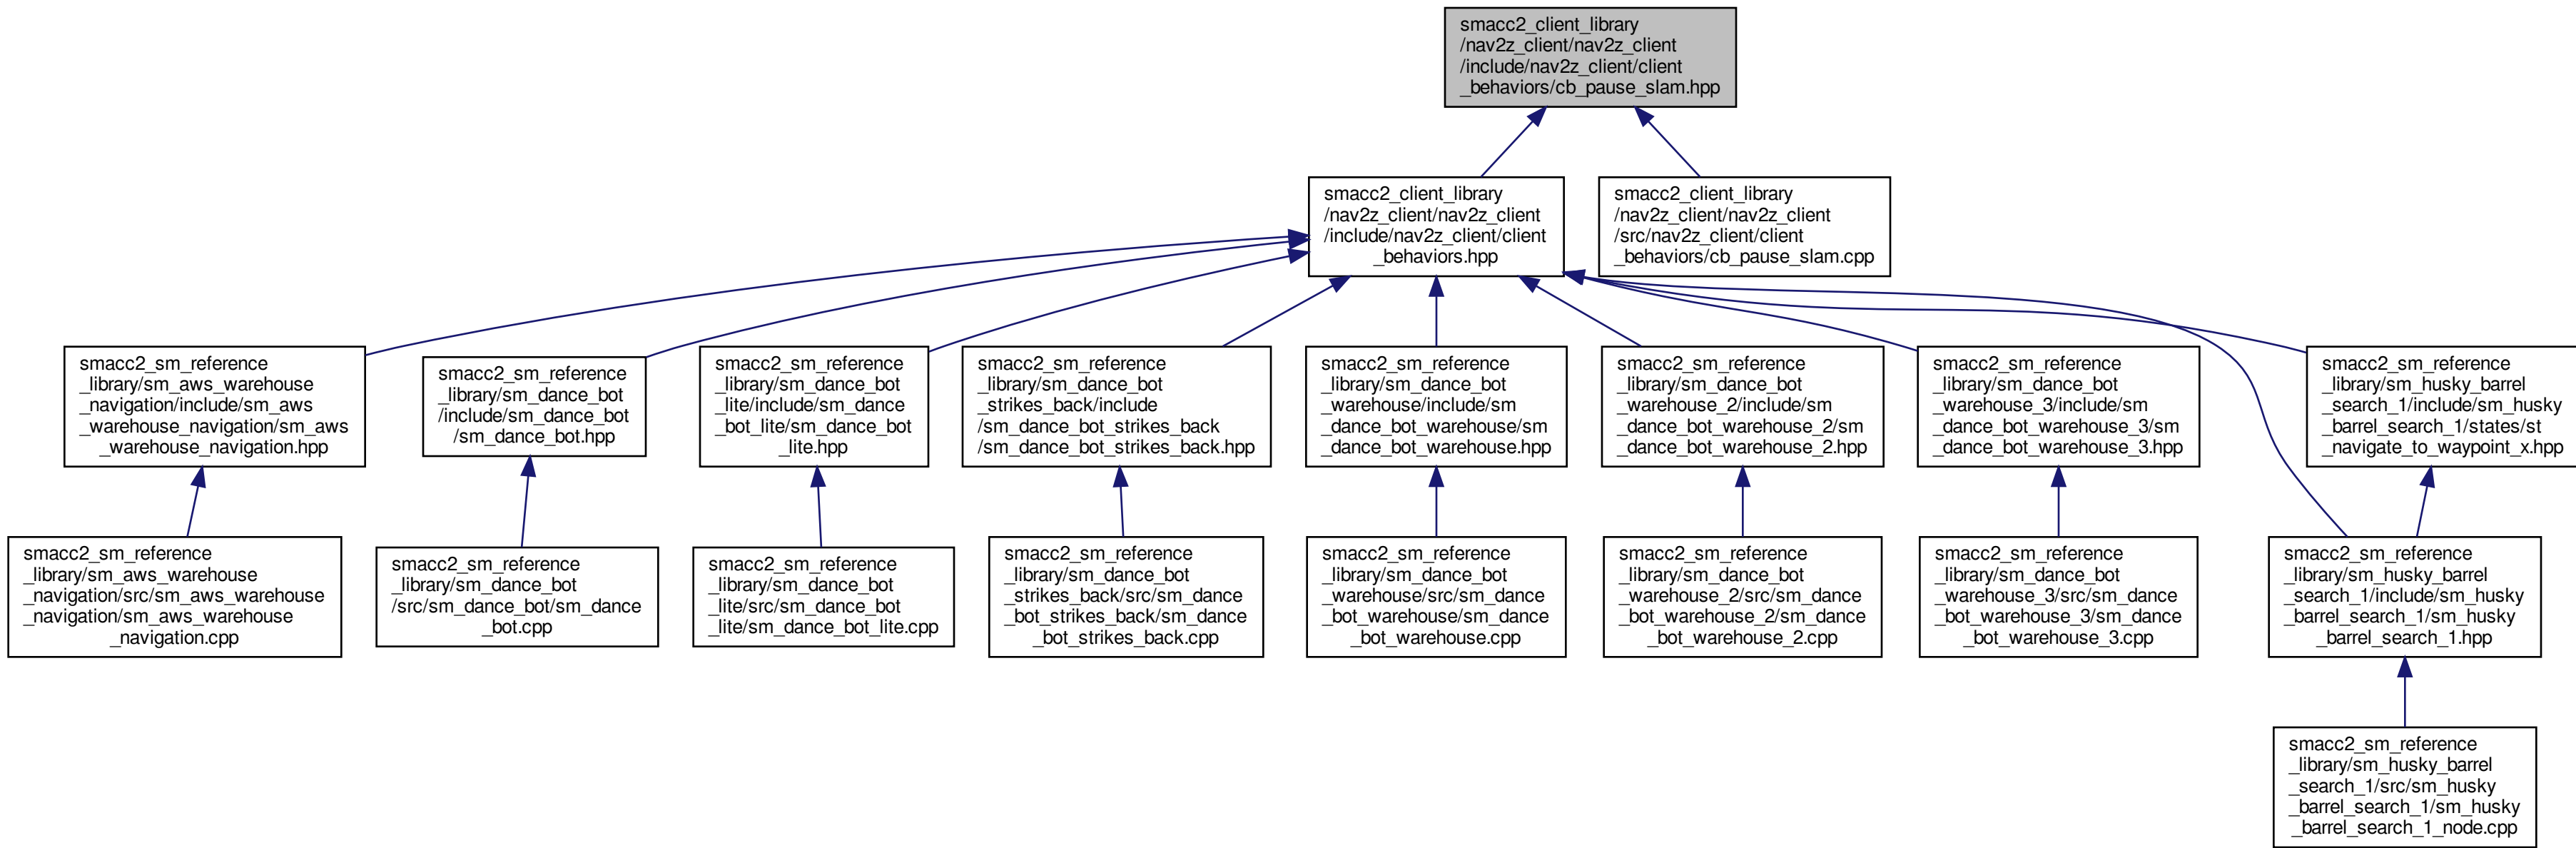 smacc2_client_library
/nav2z_client/nav2z_client
/include/nav2z_client/client
_behaviors/cb_pause_slam.hpp
smacc2_client_library
/nav2z_client/nav2z_client
/include/nav2z_client/client
_behaviors.hpp
smacc2_client_library
/nav2z_client/nav2z_client
/src/nav2z_client/client
_behaviors/cb_pause_slam.cpp
smacc2_sm_reference
_library/sm_aws_warehouse
_navigation/include/sm_aws
_warehouse_navigation/sm_aws
_warehouse_navigation.hpp
smacc2_sm_reference
_library/sm_dance_bot
/include/sm_dance_bot
/sm_dance_bot.hpp
smacc2_sm_reference
_library/sm_dance_bot
_lite/include/sm_dance
_bot_lite/sm_dance_bot
_lite.hpp
smacc2_sm_reference
_library/sm_dance_bot
_strikes_back/include
/sm_dance_bot_strikes_back
/sm_dance_bot_strikes_back.hpp
smacc2_sm_reference
_library/sm_dance_bot
_warehouse/include/sm
_dance_bot_warehouse/sm
_dance_bot_warehouse.hpp
smacc2_sm_reference
_library/sm_dance_bot
_warehouse_2/include/sm
_dance_bot_warehouse_2/sm
_dance_bot_warehouse_2.hpp
smacc2_sm_reference
_library/sm_dance_bot
_warehouse_3/include/sm
_dance_bot_warehouse_3/sm
_dance_bot_warehouse_3.hpp
smacc2_sm_reference
_library/sm_husky_barrel
_search_1/include/sm_husky
_barrel_search_1/states/st
_navigate_to_waypoint_x.hpp
smacc2_sm_reference
_library/sm_aws_warehouse
_navigation/src/sm_aws_warehouse
_navigation/sm_aws_warehouse
_navigation.cpp
smacc2_sm_reference
_library/sm_dance_bot
/src/sm_dance_bot/sm_dance
_bot.cpp
smacc2_sm_reference
_library/sm_dance_bot
_lite/src/sm_dance_bot
_lite/sm_dance_bot_lite.cpp
smacc2_sm_reference
_library/sm_dance_bot
_strikes_back/src/sm_dance
_bot_strikes_back/sm_dance
_bot_strikes_back.cpp
smacc2_sm_reference
_library/sm_dance_bot
_warehouse/src/sm_dance
_bot_warehouse/sm_dance
_bot_warehouse.cpp
smacc2_sm_reference
_library/sm_dance_bot
_warehouse_2/src/sm_dance
_bot_warehouse_2/sm_dance
_bot_warehouse_2.cpp
smacc2_sm_reference
_library/sm_dance_bot
_warehouse_3/src/sm_dance
_bot_warehouse_3/sm_dance
_bot_warehouse_3.cpp
smacc2_sm_reference
_library/sm_husky_barrel
_search_1/include/sm_husky
_barrel_search_1/sm_husky
_barrel_search_1.hpp
smacc2_sm_reference
_library/sm_husky_barrel
_search_1/src/sm_husky
_barrel_search_1/sm_husky
_barrel_search_1_node.cpp